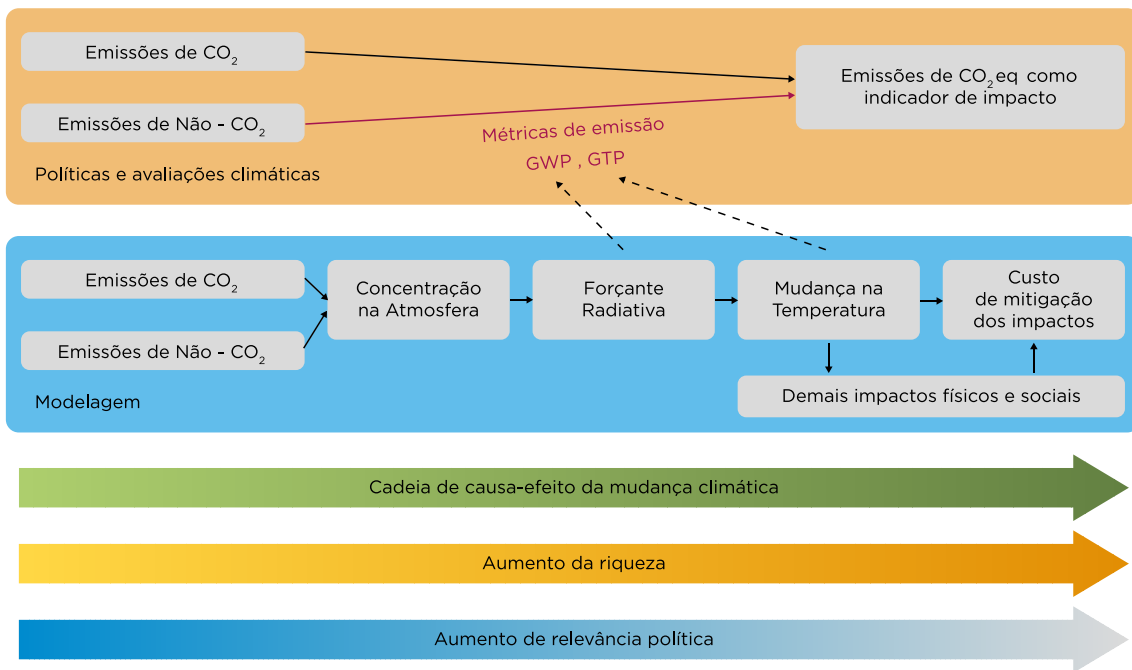 Emissões de CO₂
Emissões de CO₂eq como
indicador de impacto
Emissões de Não - CO₂
Métricas de emissão
GWP , GTP
Políticas e avaliações climáticas
Emissões de CO₂
Emissões de Não - CO₂
Concentração
na Atmosfera
Forçante
Radiativa
Mudança na
Temperatura
Custo
de mitigação
dos impactos
Demais impactos físicos e sociais
Modelagem
Cadeia de causa-efeito da mudança climática
Aumento da riqueza
Aumento de relevância política